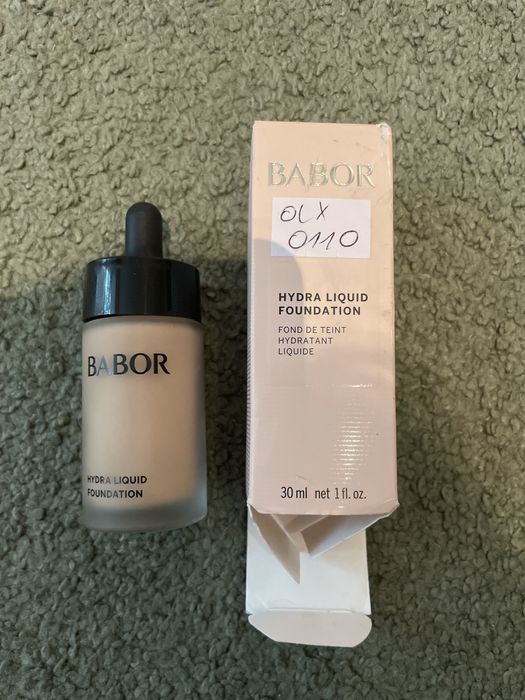 BABOR
HYDRA LIQUID
FOUNDATION
BABOR
OLX
0110
HYDRA LIQUID
FOUNDATION
FOND DE TEINT
HYDRATANT
LIQUIDE
30 ml net 1 fl. oz.